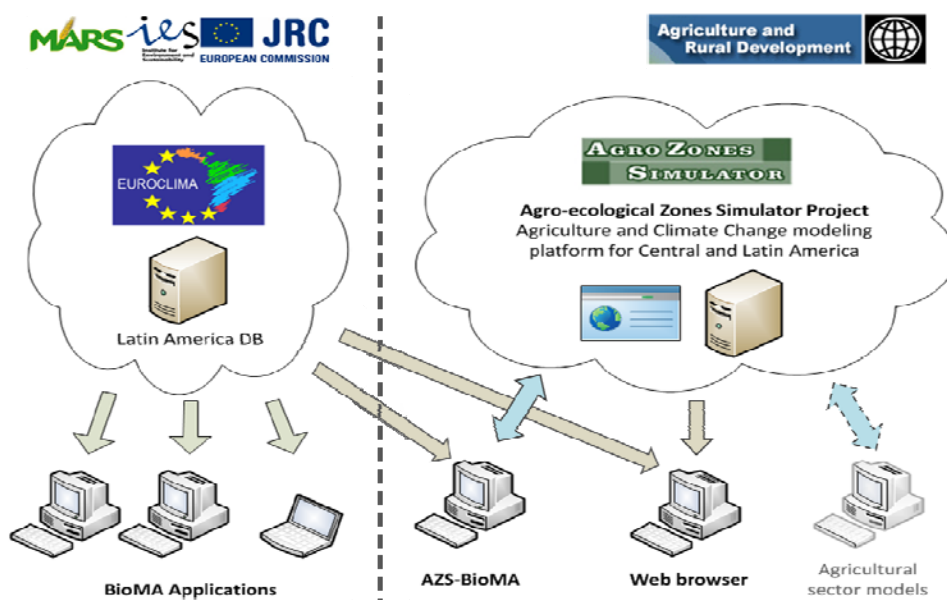 MARS ies JRC
Institute for
Environment and
Sustainability
EUROPEAN COMMISSION
Agriculture and
Rural Development
EUROCLIMA
Latin America DB
AGRO ZONES
SIMULATOR
Agro-ecological Zones Simulator Project
Agriculture and Climate Change modeling
platform for Central and Latin America
BioMA Applications
AZS-BioMA
Web browser
Agricultural
sector models